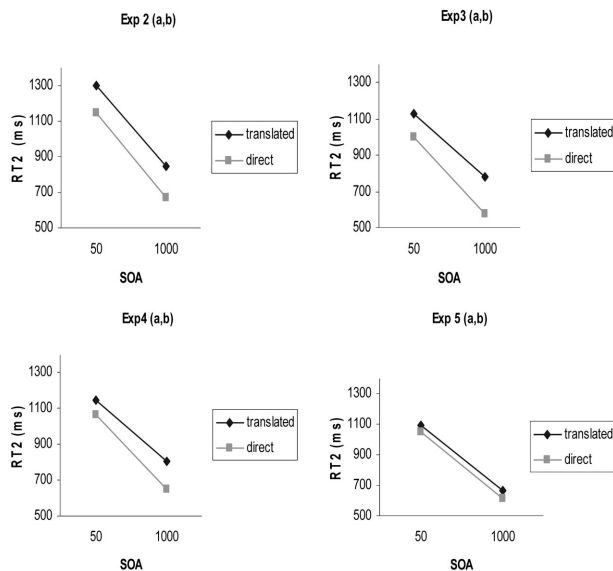 Exp 2 (a,b)
1300
1100
900
700
500
RT2 (ms)
50
1000
SOA
translated
direct
Exp3 (a,b)
1300
1100
900
700
500
RT2 (ms)
50
1000
SOA
translated
direct
Exp4 (a,b)
1300
1100
900
700
500
RT2 (ms)
50
1000
SOA
translated
direct
Exp 5 (a,b)
1300
1100
900
700
500
RT2 (ms)
50
1000
SOA
translated
direct